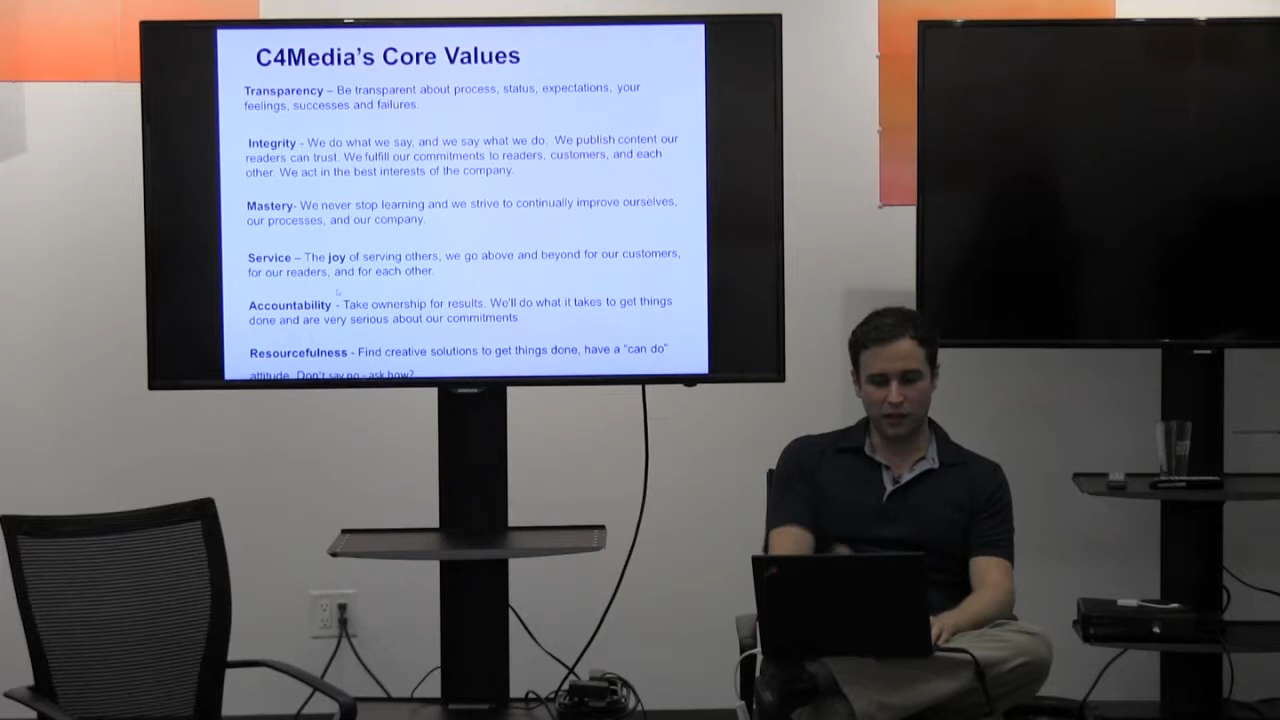 C4Media's Core Values
Transparency – Be transparent about process, status, expectations, your
feelings, successes and failures.
Integrity - We do what we say, and we say what we do. We publish content our
readers can trust. We fulfill our commitments to readers, customers, and each
other. We act in the best interests of the company.
Mastery- We never stop learning and we strive to continually improve ourselves,
our processes, and our company.
Service – The joy of serving others, we go above and beyond for our customers,
for our readers, and for each other.
Accountability - Take ownership for results. We'll do what it takes to get things
done and are very serious about our commitments
Resourcefulness - Find creative solutions to get things done, have a “can do”
attitude. Don't say no - ask how?